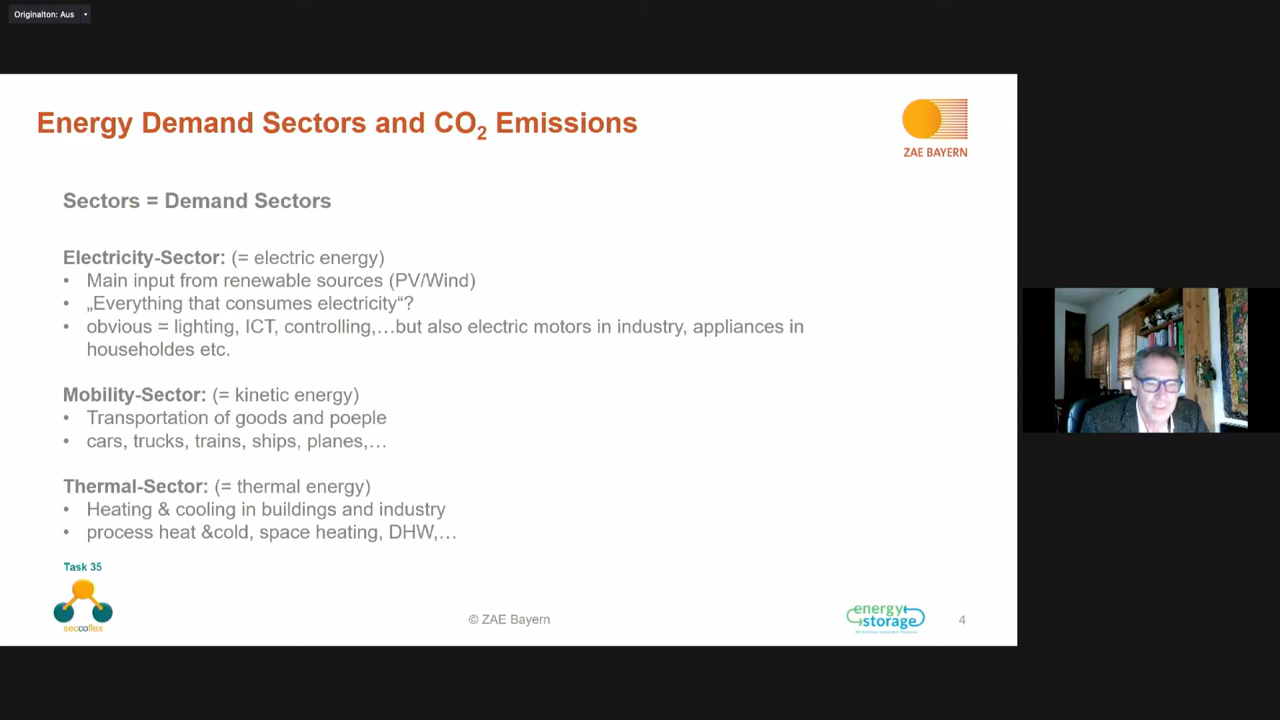 Originalton: Aus
Energy Demand Sectors and CO2 Emissions
ZAE BAYERN
Sectors = Demand Sectors
Electricity-Sector: (= electric energy)
• Main input from renewable sources (PV/Wind)
• „Everything that consumes electricity“?
• obvious = lighting, ICT, controlling,…but also electric motors in industry, appliances in
householdes etc.
Mobility-Sector: (= kinetic energy)
• Transportation of goods and poeple
• cars, trucks, trains, ships, planes,…
Thermal-Sector: (= thermal energy)
• Heating & cooling in buildings and industry
• process heat &cold, space heating, DHW,…
Task 35
seccoflex
© ZAE Bayern
energy
storage
4